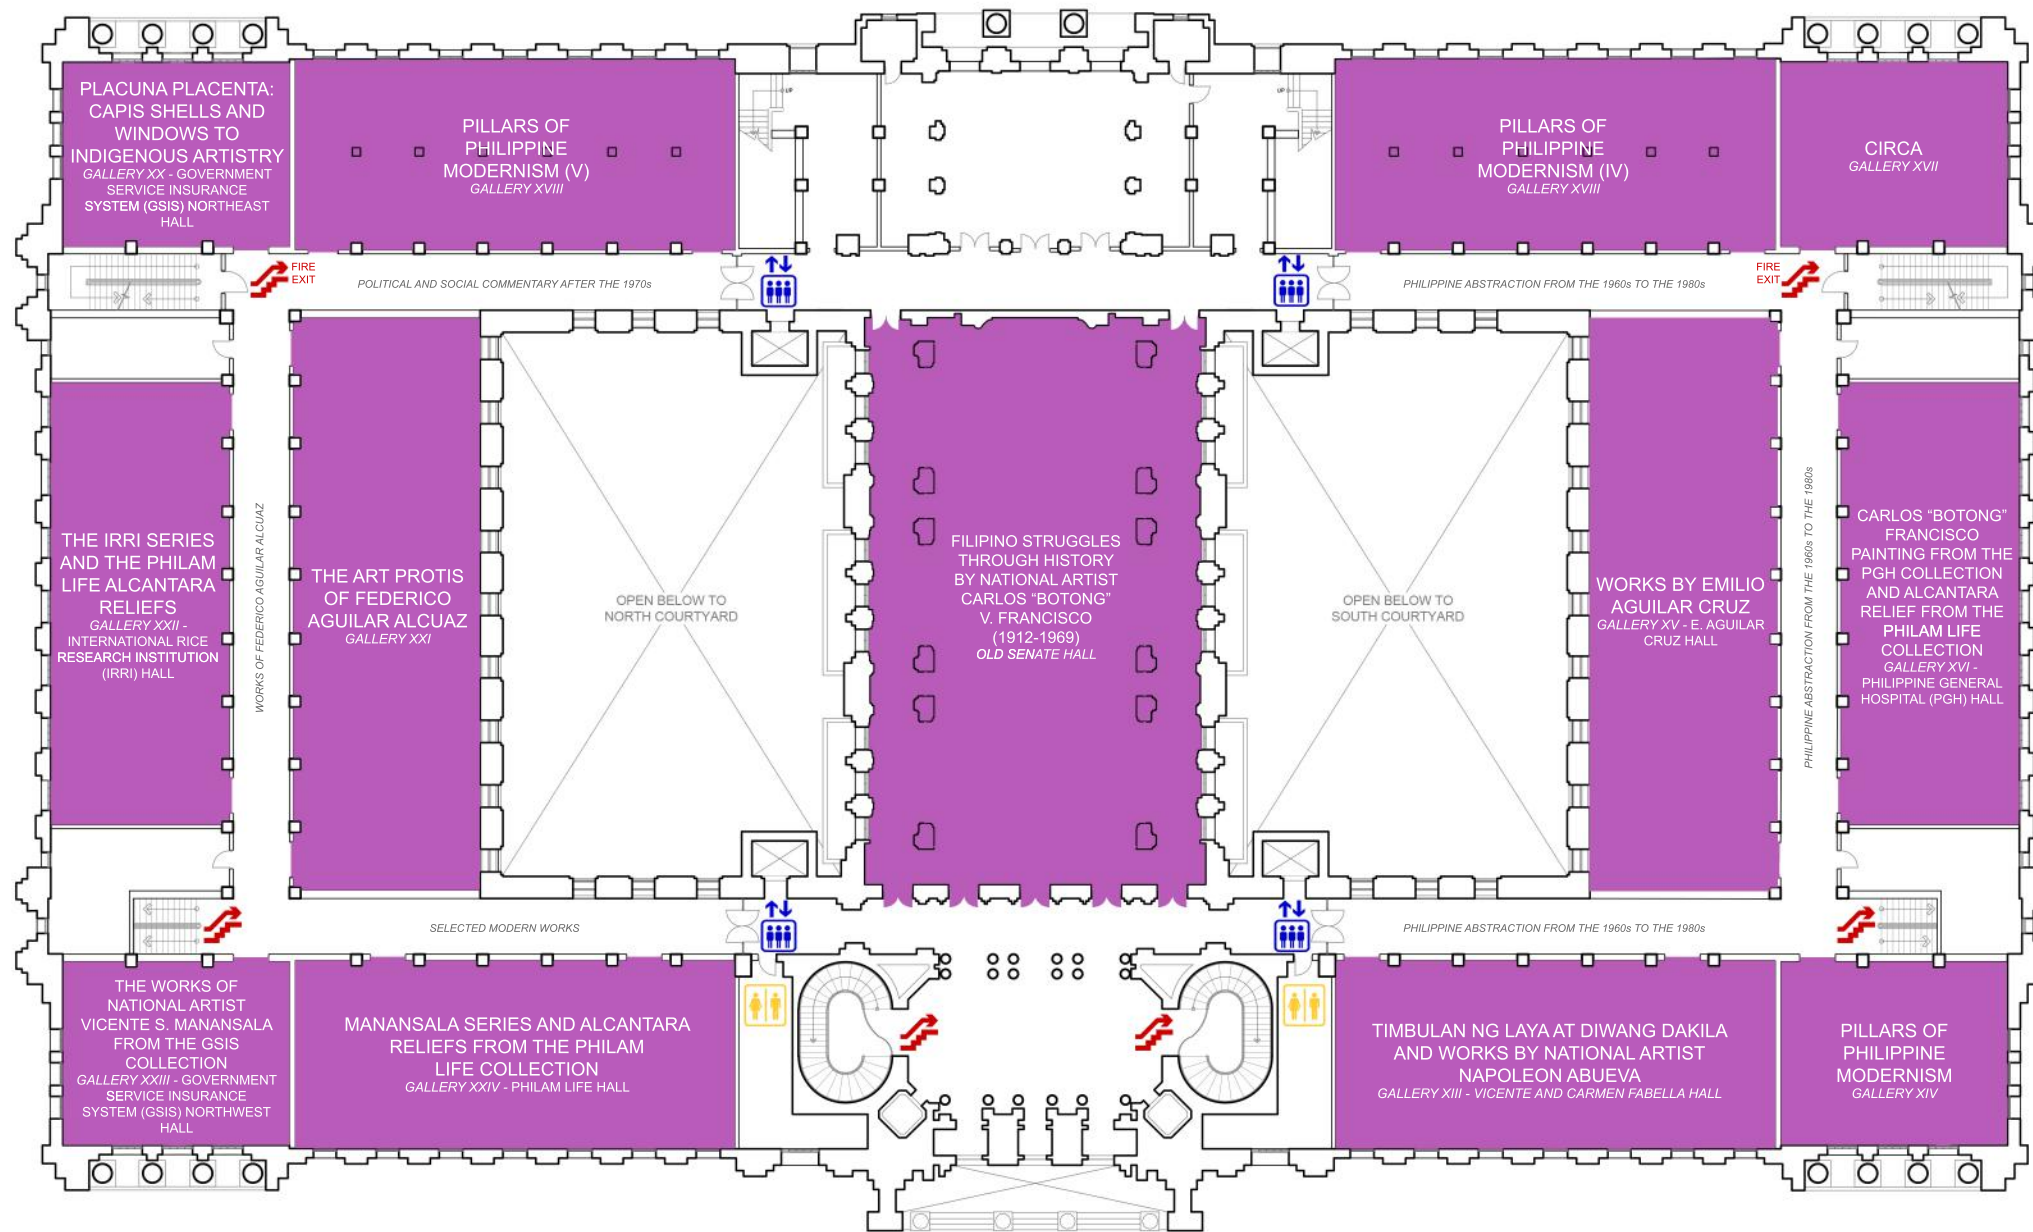 PLACUNA PLACENTA:
CAPIS SHELLS AND
WINDOWS TO
INDIGENOUS ARTISTRY
GALLERY XX - GOVERNMENT
SERVICE INSURANCE
SYSTEM (GSIS) NORTHEAST
HALL
PILLARS OF
PHILIPPINE
MODERNISM (V)
GALLERY XVIII
UP
UP
PILLARS OF
PHILIPPINE
MODERNISM (IV)
GALLERY XVIII
CIRCA
GALLERY XVII
FIRE
EXIT
POLITICAL AND SOCIAL COMMENTARY AFTER THE 1970s
PHILIPPINE ABSTRACTION FROM THE 1960s TO THE 1980s
FIRE
EXIT
THE IRRI SERIES
AND THE PHILAM
LIFE ALCANTARA
RELIEFS
GALLERY XXII -
INTERNATIONAL RICE
RESEARCH INSTITUTION
(IRRI) HALL
WORKS OF FEDERICO AGUILAR ALCUAZ
THE ART PROTIS
OF FEDERICO
AGUILAR ALCUAZ
GALLERY XXI
OPEN BELOW TO
NORTH COURTYARD
FILIPINO STRUGGLES
THROUGH HISTORY
BY NATIONAL ARTIST
CARLOS “BOTONG”
V. FRANCISCO
(1912-1969)
OLD SENATE HALL
OPEN BELOW TO
SOUTH COURTYARD
WORKS BY EMILIO
AGUILAR CRUZ
GALLERY XV - E. AGUILAR
CRUZ HALL
PHILIPPINE ABSTRACTION FROM THE 1960s TO THE 1980s
CARLOS “BOTONG”
FRANCISCO
PAINTING FROM THE
PGH COLLECTION
AND ALCANTARA
RELIEF FROM THE
PHILAM LIFE
COLLECTION
GALLERY XVI -
PHILIPPINE GENERAL
HOSPITAL (PGH) HALL
SELECTED MODERN WORKS
PHILIPPINE ABSTRACTION FROM THE 1960s TO THE 1980s
THE WORKS OF
NATIONAL ARTIST
VICENTE S. MANANSALA
FROM THE GSIS
COLLECTION
GALLERY XXIII - GOVERNMENT
SERVICE INSURANCE
SYSTEM (GSIS) NORTHWEST
HALL
MANANSALA SERIES AND ALCANTARA
RELIEFS FROM THE PHILAM
LIFE COLLECTION
GALLERY XXIV - PHILAM LIFE HALL
TIMBULAN NG LAYA AT DIWANG DAKILA
AND WORKS BY NATIONAL ARTIST
NAPOLEON ABUEVA
GALLERY XIII - VICENTE AND CARMEN FABELLA HALL
PILLARS OF
PHILIPPINE
MODERNISM
GALLERY XIV